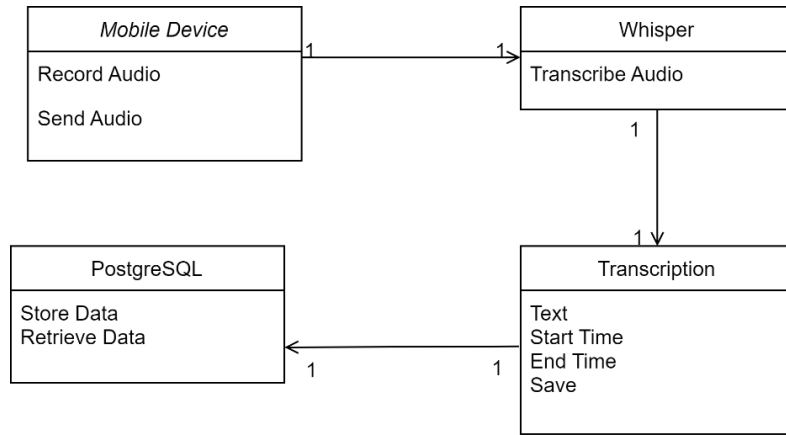 Mobile Device
Record Audio
Send Audio
1
1
Whisper
Transcribe Audio
1
1
Transcription
Text
Start Time
End Time
Save
1
1
PostgreSQL
Store Data
Retrieve Data